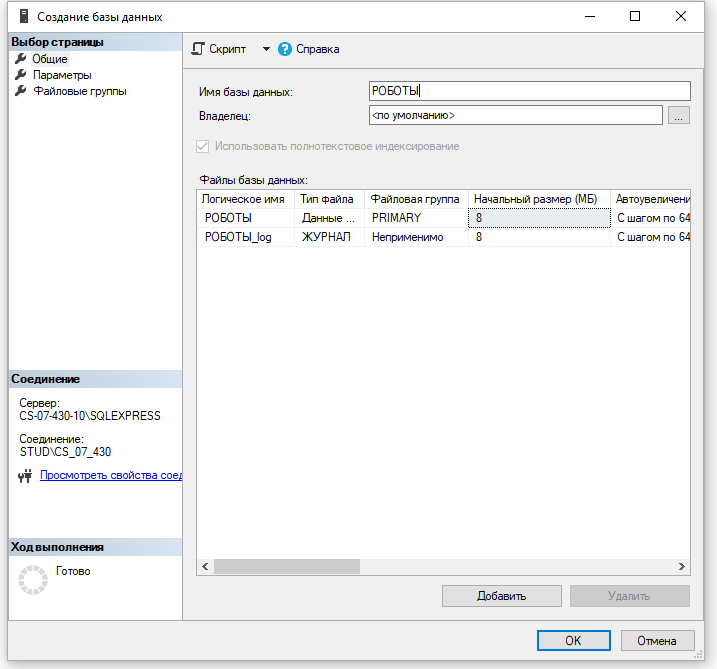 Создание базы данных
Выбор страницы
Общие
Параметры
Файловые группы
Скрипт
Справка
Имя базы данных: РОБОТЫ
Владелец: <по умолчанию> ...
Использовать полнотекстовое индексирование
Файлы базы данных:
Логическое имя Тип файла Файловая группа Начальный размер (МБ) Автоувеличени
РОБОТЫ Данные ... PRIMARY 8 С шагом по 64
РОБОТЫ_log ЖУРНАЛ Неприменимо 8 С шагом по 64
Соединение
Сервер:
CS-07-430-10\SQLEXPRESS
Соединение:
STUD\CS_07_430
Просмотреть свойства соед
Ход выполнения
Готово
Добавить Удалить
OK Отмена